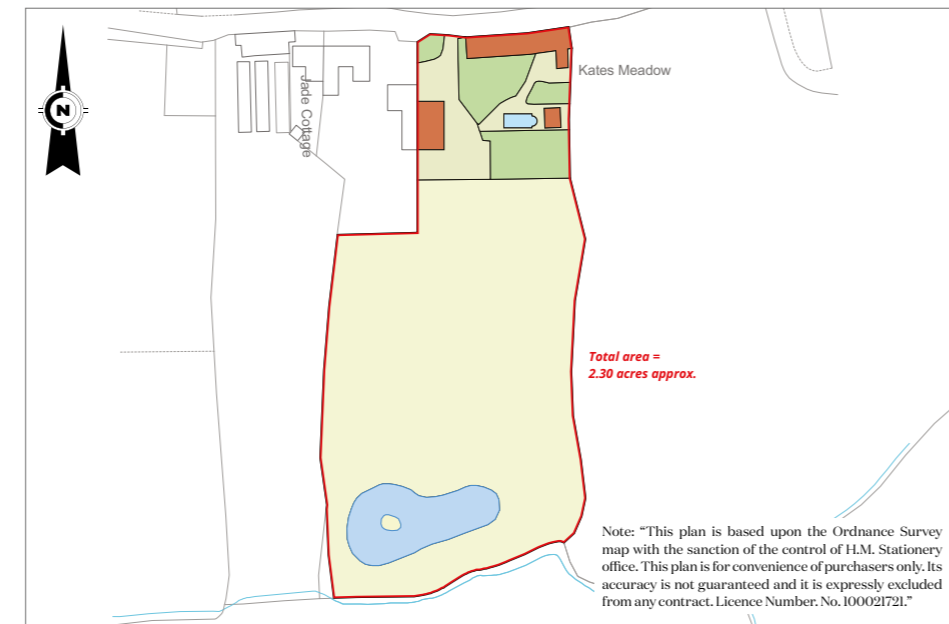 Kates Meadow
Jade Cottage
N
Total area =
2.30 acres approx.
Note: “This plan is based upon the Ordnance Survey
map with the sanction of the control of H.M. Stationery
office. This plan is for convenience of purchasers only. Its
accuracy is not guaranteed and it is expressly excluded
from any contract. Licence Number. No. 100021721.”